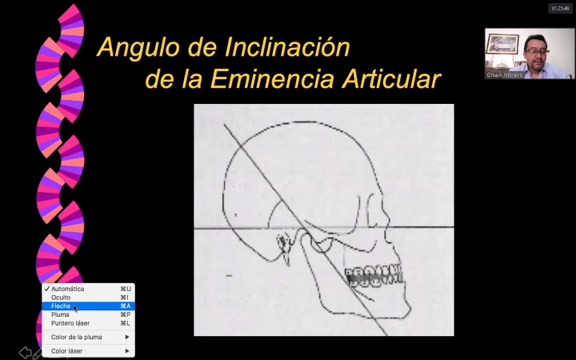 01:25:48
Angulo de Inclinación
de la Eminencia Articular
✓ Automática ⌘U
Oculto ⌘I
Flecha ⌘A
Pluma ⌘P
Puntero láser ⌘L
Color de la pluma ▶
Color láser ▶